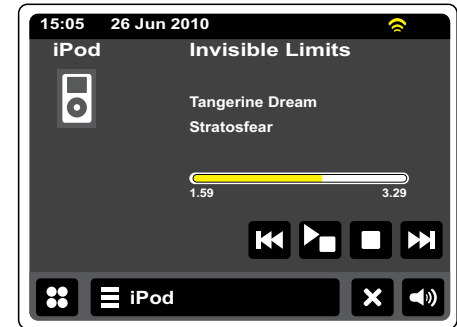 15:05 26 Jun 2010
iPod Invisible Limits
Tangerine Dream
Stratosfear
1.59 3.29
iPod